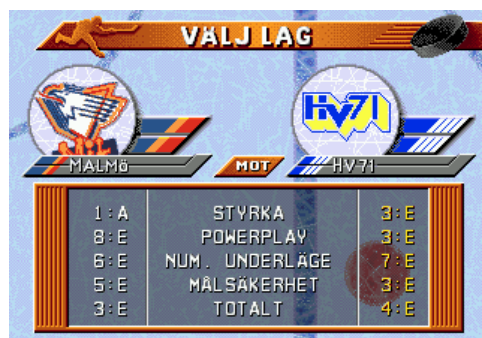 VÄLJ LAG
MIF
HV71
MALMÖ MOT HV71
1:A STYRKA 3:E
8:E POWERPLAY 3:E
6:E NUM. UNDERLÄGE 7:E
5:E MÅLSÄKERHET 3:E
3:E TOTALT 4:E